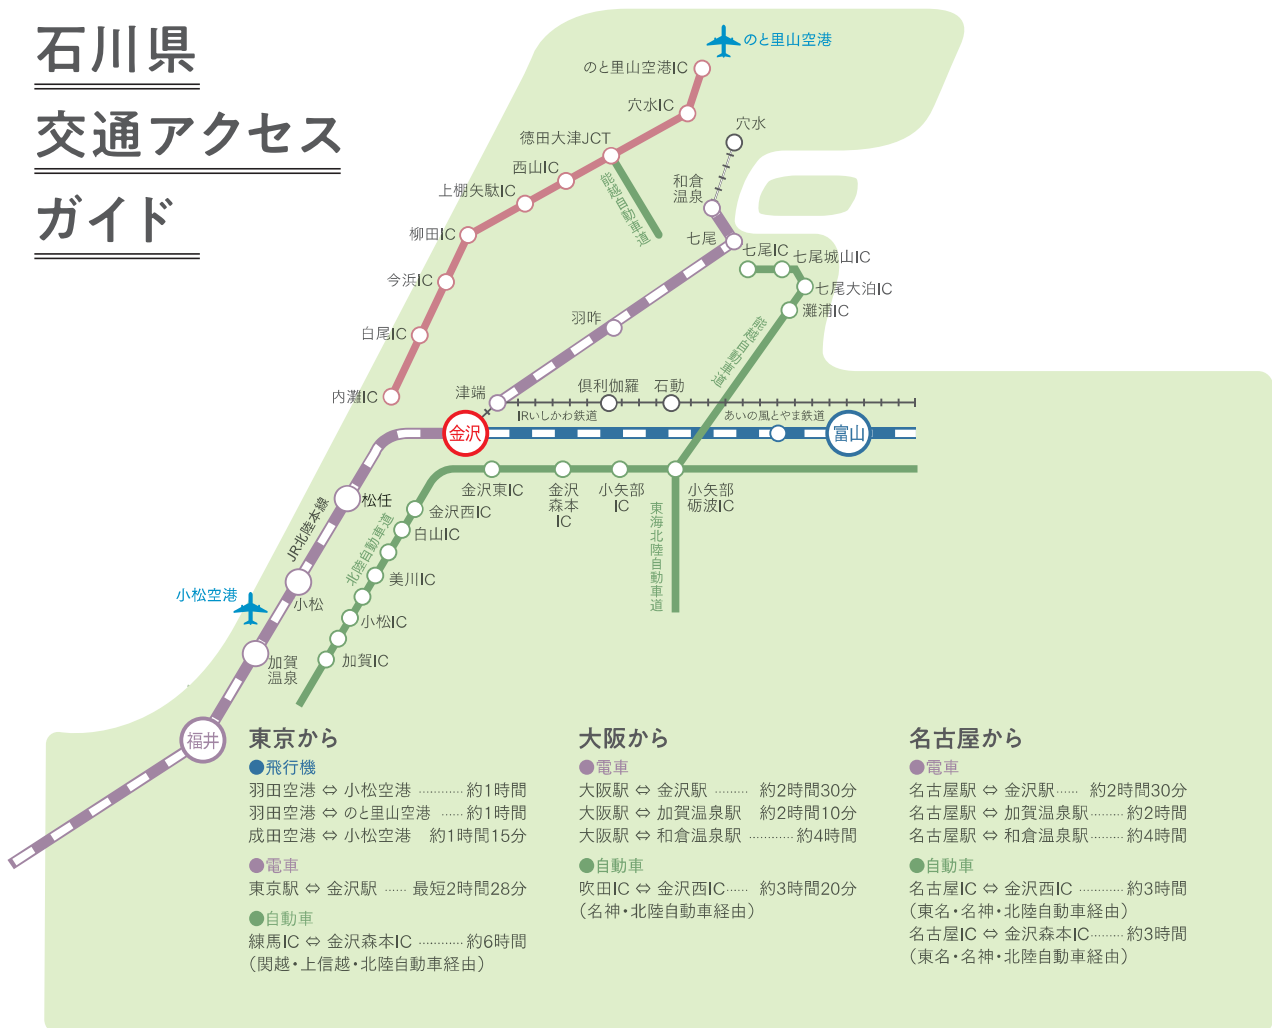 石川県
交通アクセス
ガイド
のと里山空港
のと里山空港IC
穴水IC
穴水
徳田大津JCT
西山IC
和倉
温泉
上棚矢駄IC
能越自動車道
柳田IC
七尾
七尾IC
七尾城山IC
今浜IC
七尾大泊IC
灘浦IC
羽咋
白尾IC
能越自動車道
内灘IC
津端
倶利伽羅
石動
IRいしかわ鉄道
あいの風とやま鉄道
金沢
富山
金沢東IC
金沢
森本
IC
小矢部
IC
小矢部
砺波IC
松任
金沢西IC
JR北陸本線
北陸自動車道
白山IC
東海北陸自動車道
美川IC
小松空港
小松
小松IC
加賀
温泉
加賀IC
福井
東京から
●飛行機
羽田空港 ⇔ 小松空港 ………… 約1時間
羽田空港 ⇔ のと里山空港 …… 約1時間
成田空港 ⇔ 小松空港 約1時間15分
●電車
東京駅 ⇔ 金沢駅 …… 最短2時間28分
●自動車
練馬IC ⇔ 金沢森本IC ………… 約6時間
（関越・上信越・北陸自動車経由）
大阪から
●電車
大阪駅 ⇔ 金沢駅 ……… 約2時間30分
大阪駅 ⇔ 加賀温泉駅 約2時間10分
大阪駅 ⇔ 和倉温泉駅 ………… 約4時間
●自動車
吹田IC ⇔ 金沢西IC…… 約3時間20分
（名神・北陸自動車経由）
名古屋から
●電車
名古屋駅 ⇔ 金沢駅…… 約2時間30分
名古屋駅 ⇔ 加賀温泉駅……… 約2時間
名古屋駅 ⇔ 和倉温泉駅……… 約4時間
●自動車
名古屋IC ⇔ 金沢西IC ………… 約3時間
（東名・名神・北陸自動車経由）
名古屋IC ⇔ 金沢森本IC……… 約3時間
（東名・名神・北陸自動車経由）